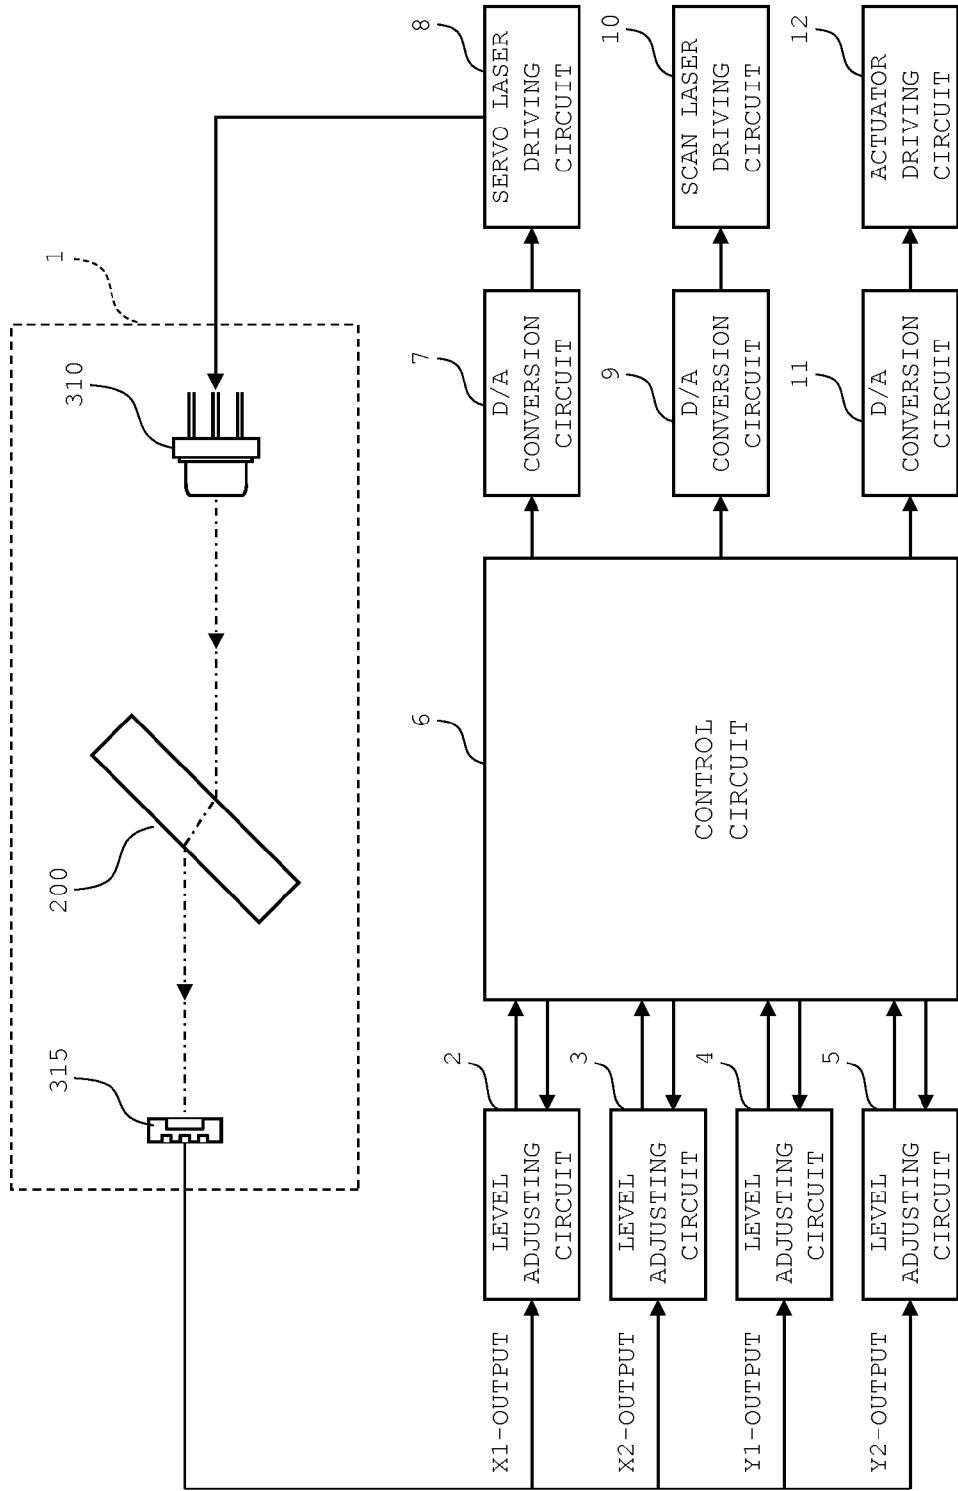 1
315
200
310
X1-OUTPUT
2
LEVEL
ADJUSTING
CIRCUIT
X2-OUTPUT
3
LEVEL
ADJUSTING
CIRCUIT
Y1-OUTPUT
4
LEVEL
ADJUSTING
CIRCUIT
Y2-OUTPUT
5
LEVEL
ADJUSTING
CIRCUIT
6
CONTROL
CIRCUIT
7
D/A
CONVERSION
CIRCUIT
8
SERVO LASER
DRIVING
CIRCUIT
9
D/A
CONVERSION
CIRCUIT
10
SCAN LASER
DRIVING
CIRCUIT
11
D/A
CONVERSION
CIRCUIT
12
ACTUATOR
DRIVING
CIRCUIT